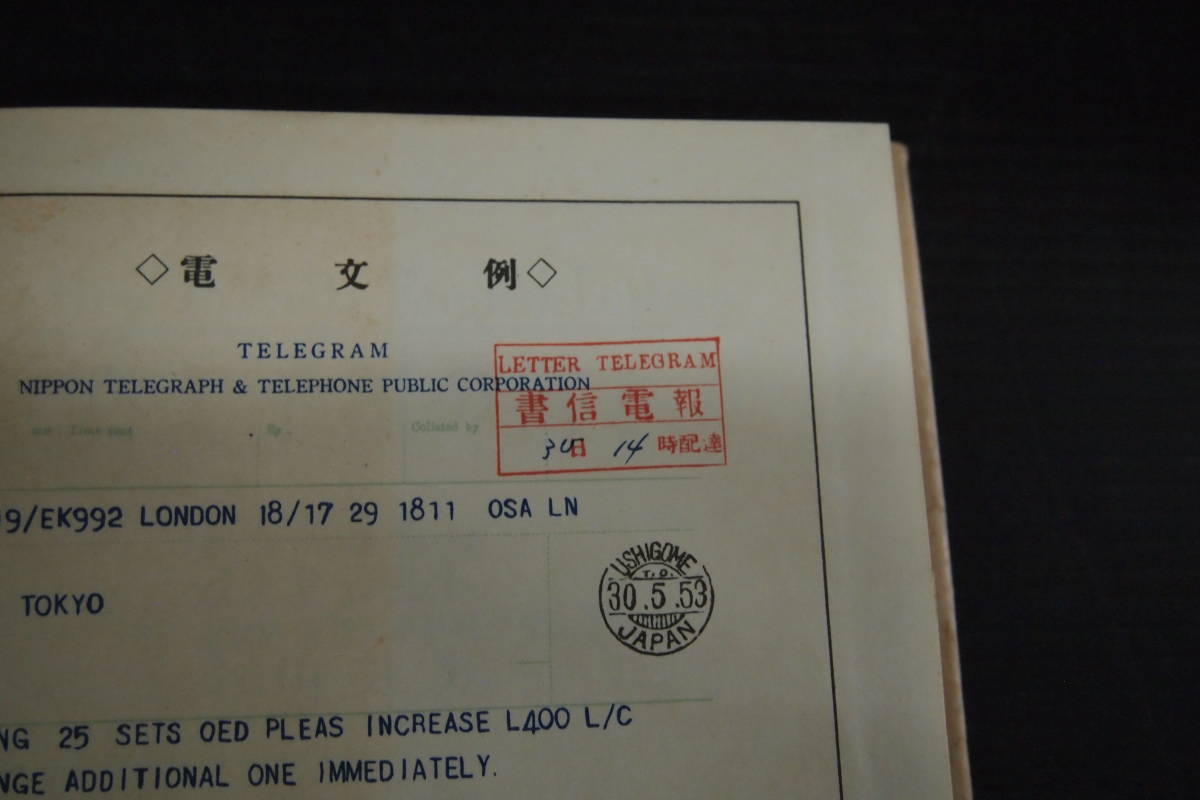 ◇電文例◇
TELEGRAM
NIPPON TELEGRAPH & TELEPHONE PUBLIC CORPORATION
LETTER TELEGRAM
書信電報
30日 14時配達
Collated by
9/EK992 LONDON 18/17 29 1811 OSA LN
USHIGOME
T.O.
30.5.53
JAPAN
TOKYO
NG 25 SETS OED PLEAS INCREASE L400 L/C
NGE ADDITIONAL ONE IMMEDIATELY.